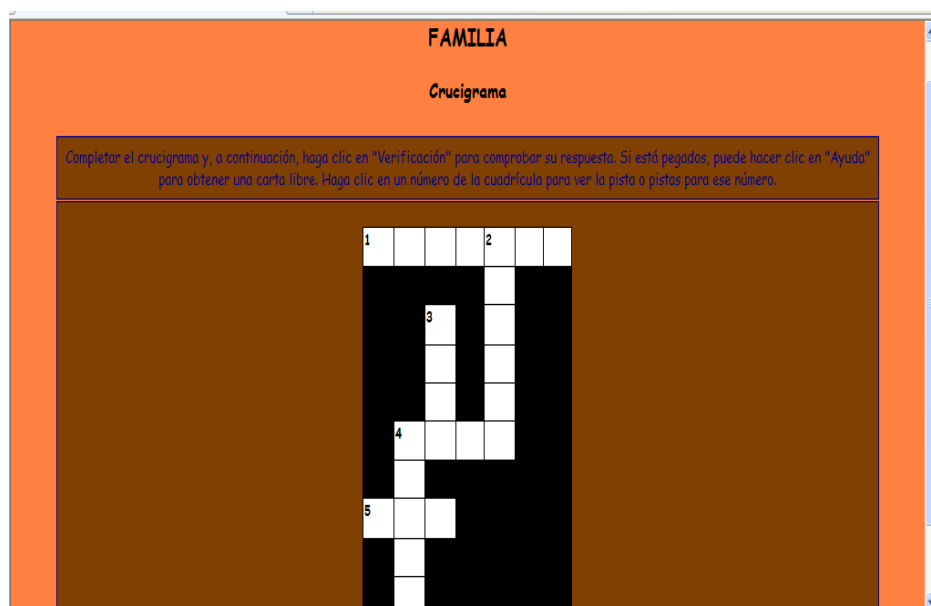 FAMILIA
Crucigrama
Completar el crucigrama y, a continuación, haga clic en "Verificación" para comprobar su respuesta. Si está pegados, puede hacer clic en "Ayuda"
para obtener una carta libre. Haga clic en un número de la cuadrícula para ver la pista o pistas para ese número.
1 2
3
4
5